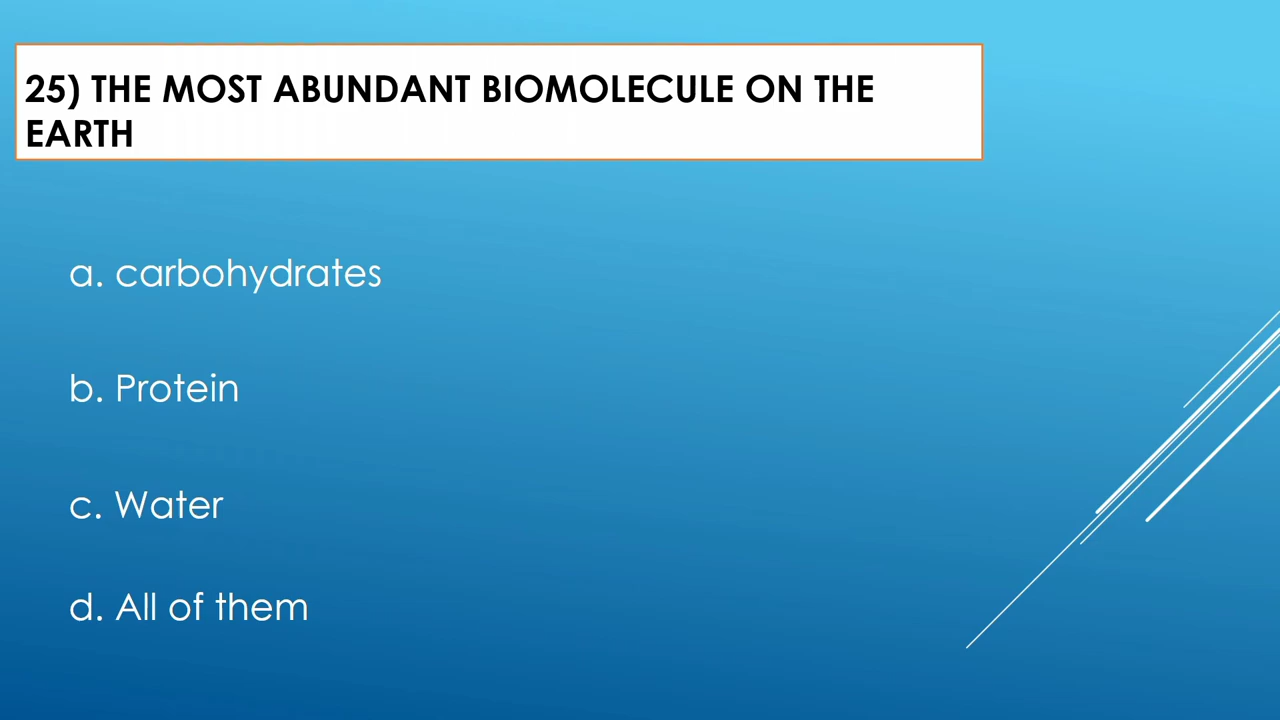 25) THE MOST ABUNDANT BIOMOLECULE ON THE
EARTH
a. carbohydrates
b. Protein
c. Water
d. All of them